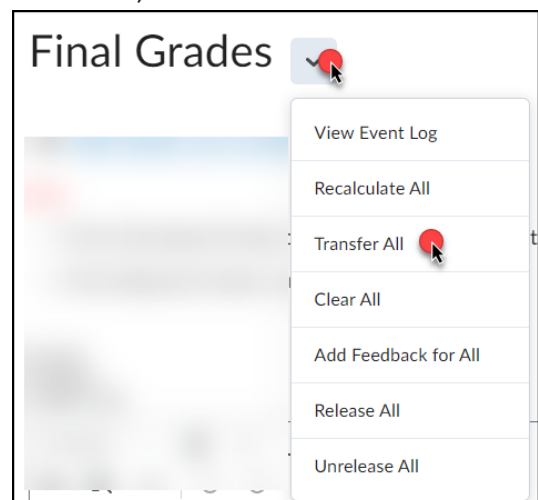 Final Grades
View Event Log
Recalculate All
Transfer All
Clear All
Add Feedback for All
Release All
Unrelease All